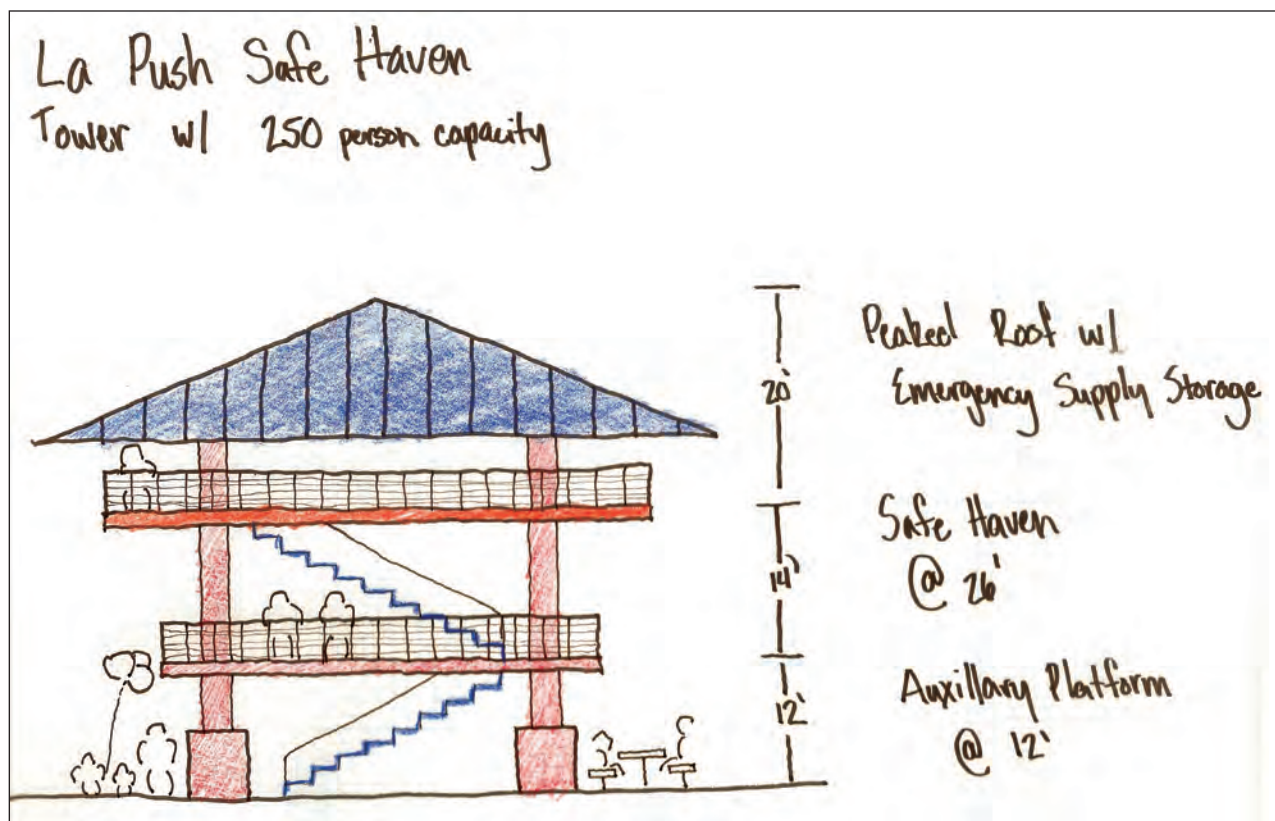 La Push Safe Haven
Tower w/ 250 person capacity
20'
Peaked Roof w/
Emergency Supply Storage
14'
Safe Haven
@ 26'
12'
Auxillary Platform
@ 12'